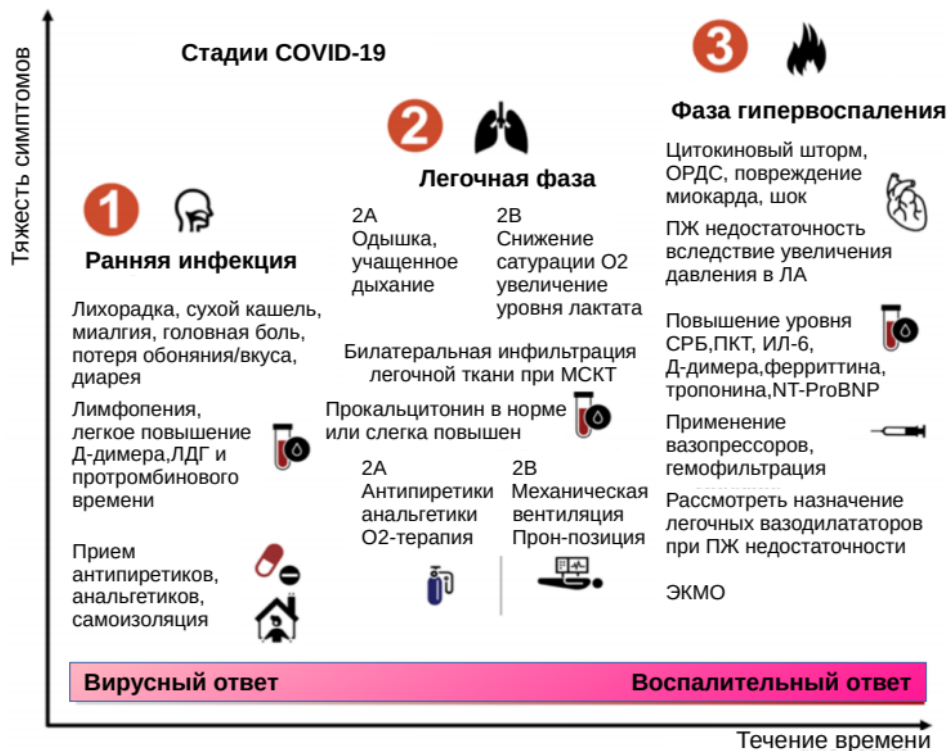 Тяжесть симптомов
Стадии COVID-19
1
Ранняя инфекция
Лихорадка, сухой кашель,
миалгия, головная боль,
потеря обоняния/вкуса,
диарея
Лимфопения,
легкое повышение
Д-димера,ЛДГ и
протромбинового
времени
Прием
антипиретиков,
анальгетиков,
самоизоляция
2
Легочная фаза
2А
Одышка,
учащенное
дыхание
2В
Снижение
сатурации О2
увеличение
уровня лактата
Билатеральная инфильтрация
легочной ткани при МСКТ
Прокальцитонин в норме
или слегка повышен
2А
Антипиретики
анальгетики
О2-терапия
2В
Механическая
вентиляция
Прон-позиция
3
Фаза гипервоспаления
Цитокиновый шторм,
ОРДС, повреждение
миокарда, шок
ПЖ недостаточность
вследствие увеличения
давления в ЛА
Повышение уровня
СРБ,ПКТ, ИЛ-6,
Д-димера,ферриттина,
тропонина,NT-ProBNP
Применение
вазопрессоров,
гемофильтрация
Рассмотреть назначение
легочных вазодилататоров
при ПЖ недостаточности
ЭКМО
Вирусный ответ
Воспалительный ответ
Течение времени